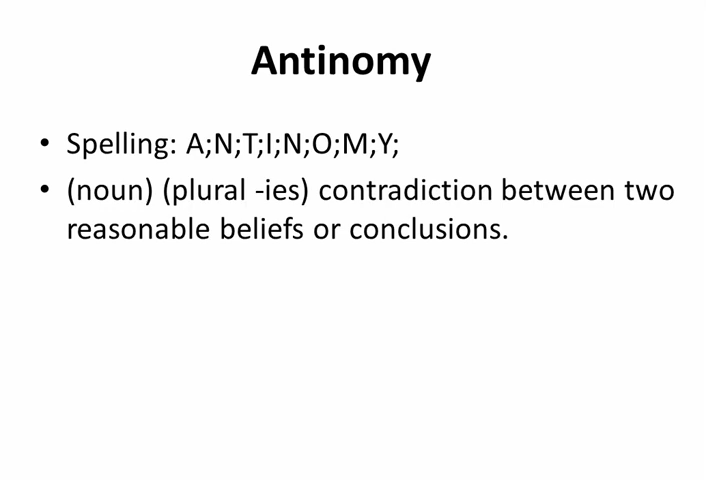 Antinomy
• Spelling: A;N;T;I;N;O;M;Y;
• (noun) (plural -ies) contradiction between two
reasonable beliefs or conclusions.